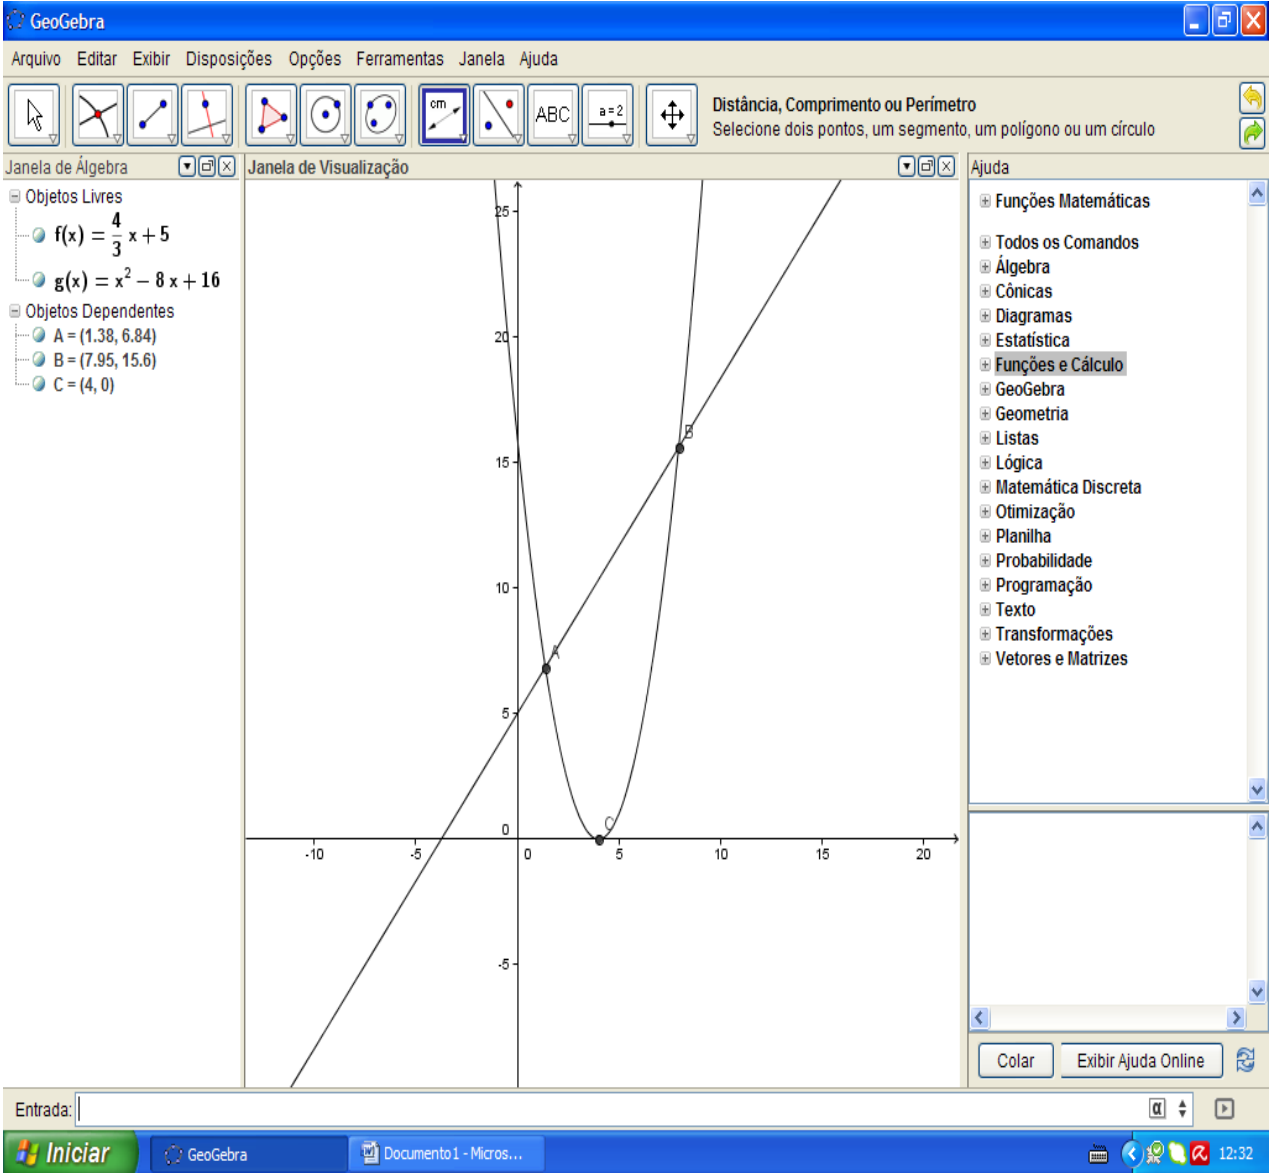 GeoGebra
Arquivo Editar Exibir Disposições Opções Ferramentas Janela Ajuda
cm
ABC
a = 2
Distância, Comprimento ou Perímetro
Selecione dois pontos, um segmento, um polígono ou um círculo
Janela de Álgebra
Janela de Visualização
Ajuda
Objetos Livres
f(x) = 4/3 x + 5
g(x) = x² − 8 x + 16
Objetos Dependentes
A = (1.38, 6.84)
B = (7.95, 15.6)
C = (4, 0)
25
20
B
15
10
A
5
C
0
-10 -5 0 5 10 15 20
-5
Funções Matemáticas
Todos os Comandos
Álgebra
Cônicas
Diagramas
Estatística
Funções e Cálculo
GeoGebra
Geometria
Listas
Lógica
Matemática Discreta
Otimização
Planilha
Probabilidade
Programação
Texto
Transformações
Vetores e Matrizes
Colar
Exibir Ajuda Online
Entrada:
α
Iniciar
GeoGebra
Documento1 - Micros...
12:32